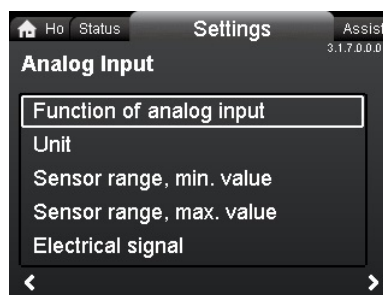 Ho Status Settings Assist
3.1.7.0.0.0
Analog Input
Function of analog input
Unit
Sensor range, min. value
Sensor range, max. value
Electrical signal